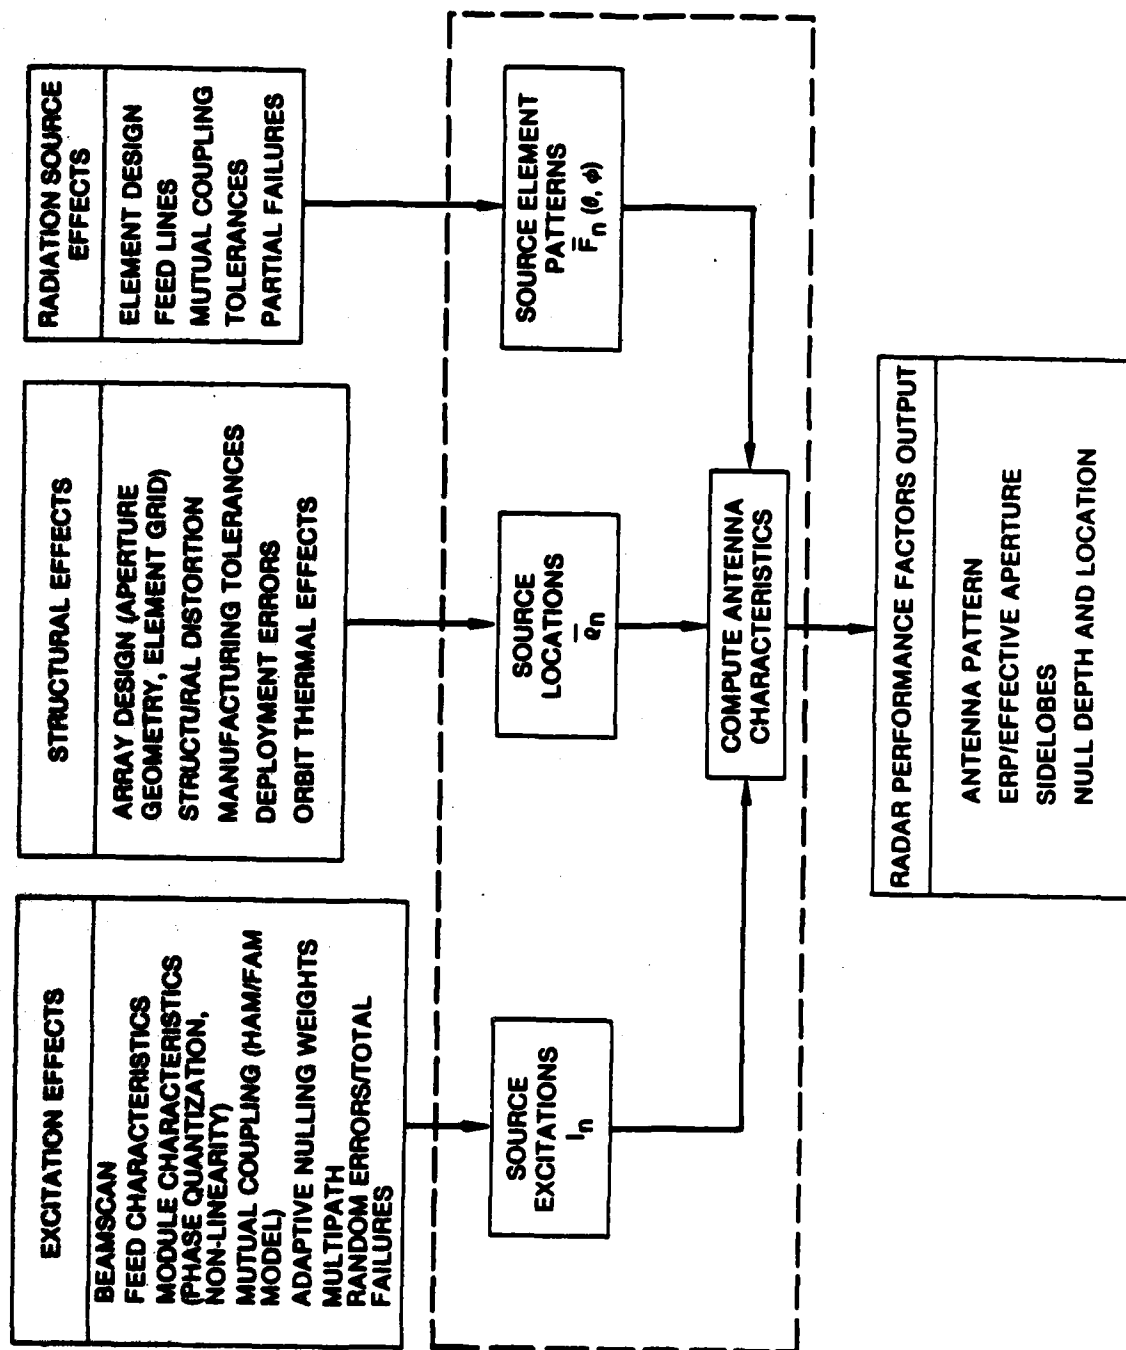 EXCITATION EFFECTS
BEAMSCAN
FEED CHARACTERISTICS
MODULE CHARACTERISTICS
(PHASE QUANTIZATION,
NON-LINEARITY)
MUTUAL COUPLING (HAM/FAM
MODEL)
ADAPTIVE NULLING WEIGHTS
MULTIPATH
RANDOM ERRORS/TOTAL
FAILURES
STRUCTURAL EFFECTS
ARRAY DESIGN (APERTURE
GEOMETRY, ELEMENT GRID)
STRUCTURAL DISTORTION
MANUFACTURING TOLERANCES
DEPLOYMENT ERRORS
ORBIT THERMAL EFFECTS
RADIATION SOURCE
EFFECTS
ELEMENT DESIGN
FEED LINES
MUTUAL COUPLING
TOLERANCES
PARTIAL FAILURES
SOURCE
EXCITATIONS
Iₙ
SOURCE
LOCATIONS
ϱ̅ₙ
SOURCE ELEMENT
PATTERNS
F̅ₙ (θ, ϕ)
COMPUTE ANTENNA
CHARACTERISTICS
RADAR PERFORMANCE FACTORS OUTPUT
ANTENNA PATTERN
ERP/EFFECTIVE APERTURE
SIDELOBES
NULL DEPTH AND LOCATION